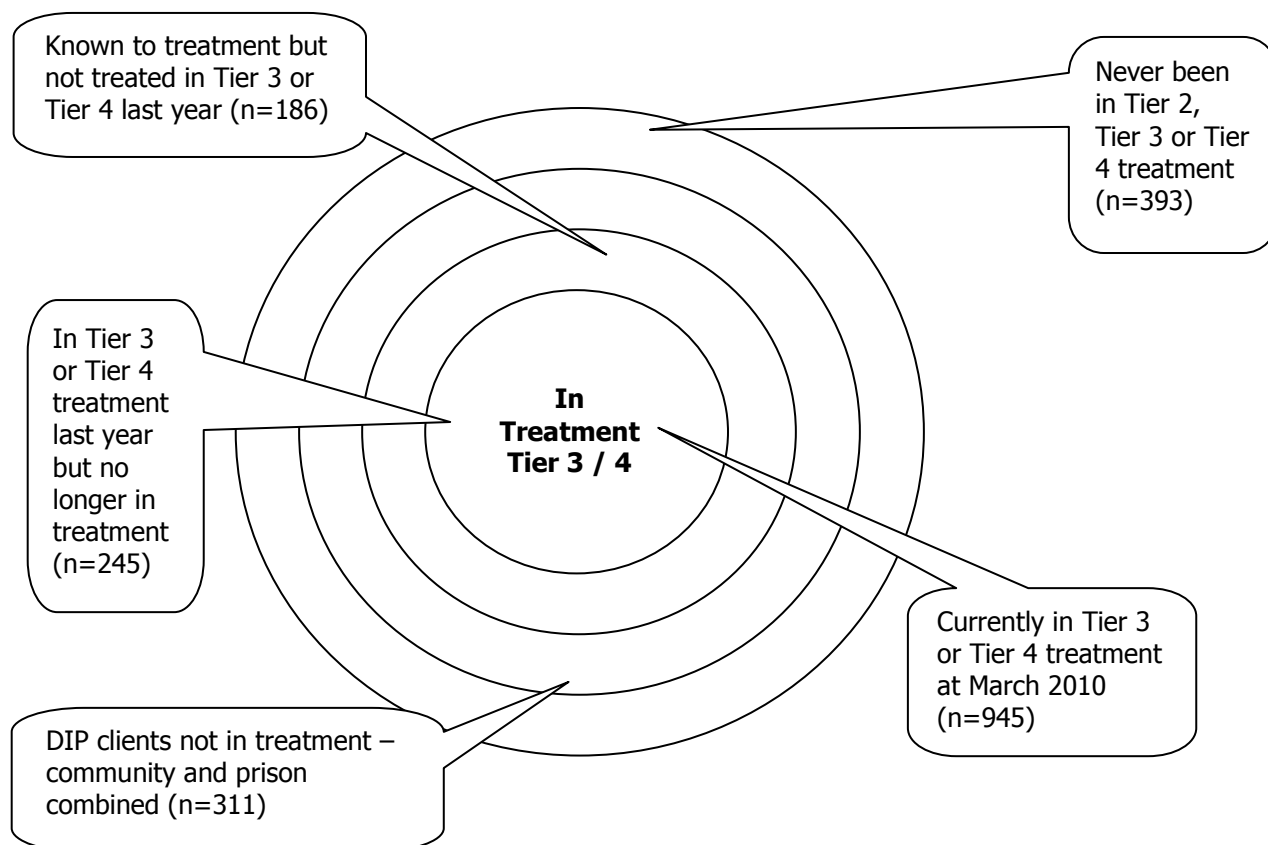 Known to treatment but
not treated in Tier 3 or
Tier 4 last year (n=186)
Never been
in Tier 2,
Tier 3 or Tier
4 treatment
(n=393)
In Tier 3
or Tier 4
treatment
last year
but no
longer in
treatment
(n=245)
In
Treatment
Tier 3 / 4
Currently in Tier 3
or Tier 4 treatment
at March 2010
(n=945)
DIP clients not in treatment –
community and prison
combined (n=311)